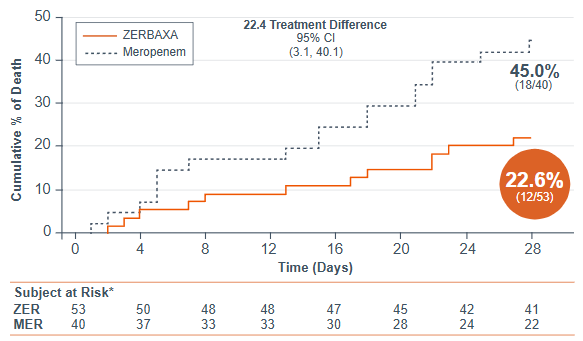 50
40
30
20
10
0
Cumulative % of Death
ZERBAXA
Meropenem
22.4 Treatment Difference
95% CI
(3.1, 40.1)
45.0%
(18/40)
22.6%
(12/53)
0 4 8 12 16 20 24 28
Time (Days)
Subject at Risk*
ZER 53 50 48 48 47 45 42 41
MER 40 37 33 33 30 28 24 22